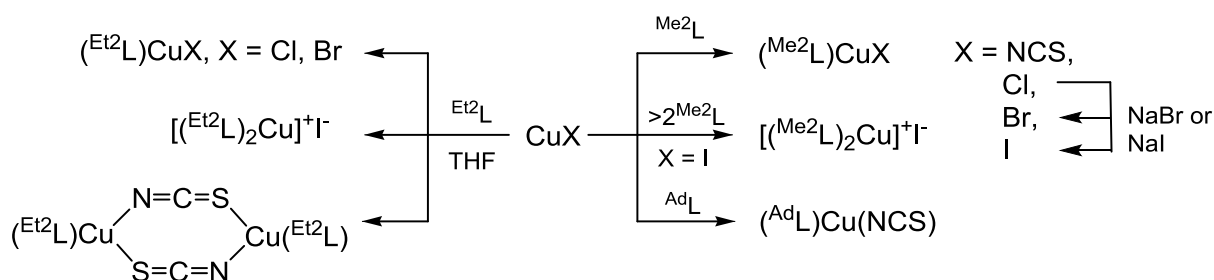 (Et2L)CuX, X = Cl, Br
[(Et2L)2Cu]+I-
N=C=S
(Et2L)Cu Cu(Et2L)
S=C=N
Et2L
THF
CuX
Me2L
>2Me2L
X = I
AdL
(Me2L)CuX
[(Me2L)2Cu]+I-
(AdL)Cu(NCS)
X = NCS,
Cl,
Br,
I
NaBr or
NaI